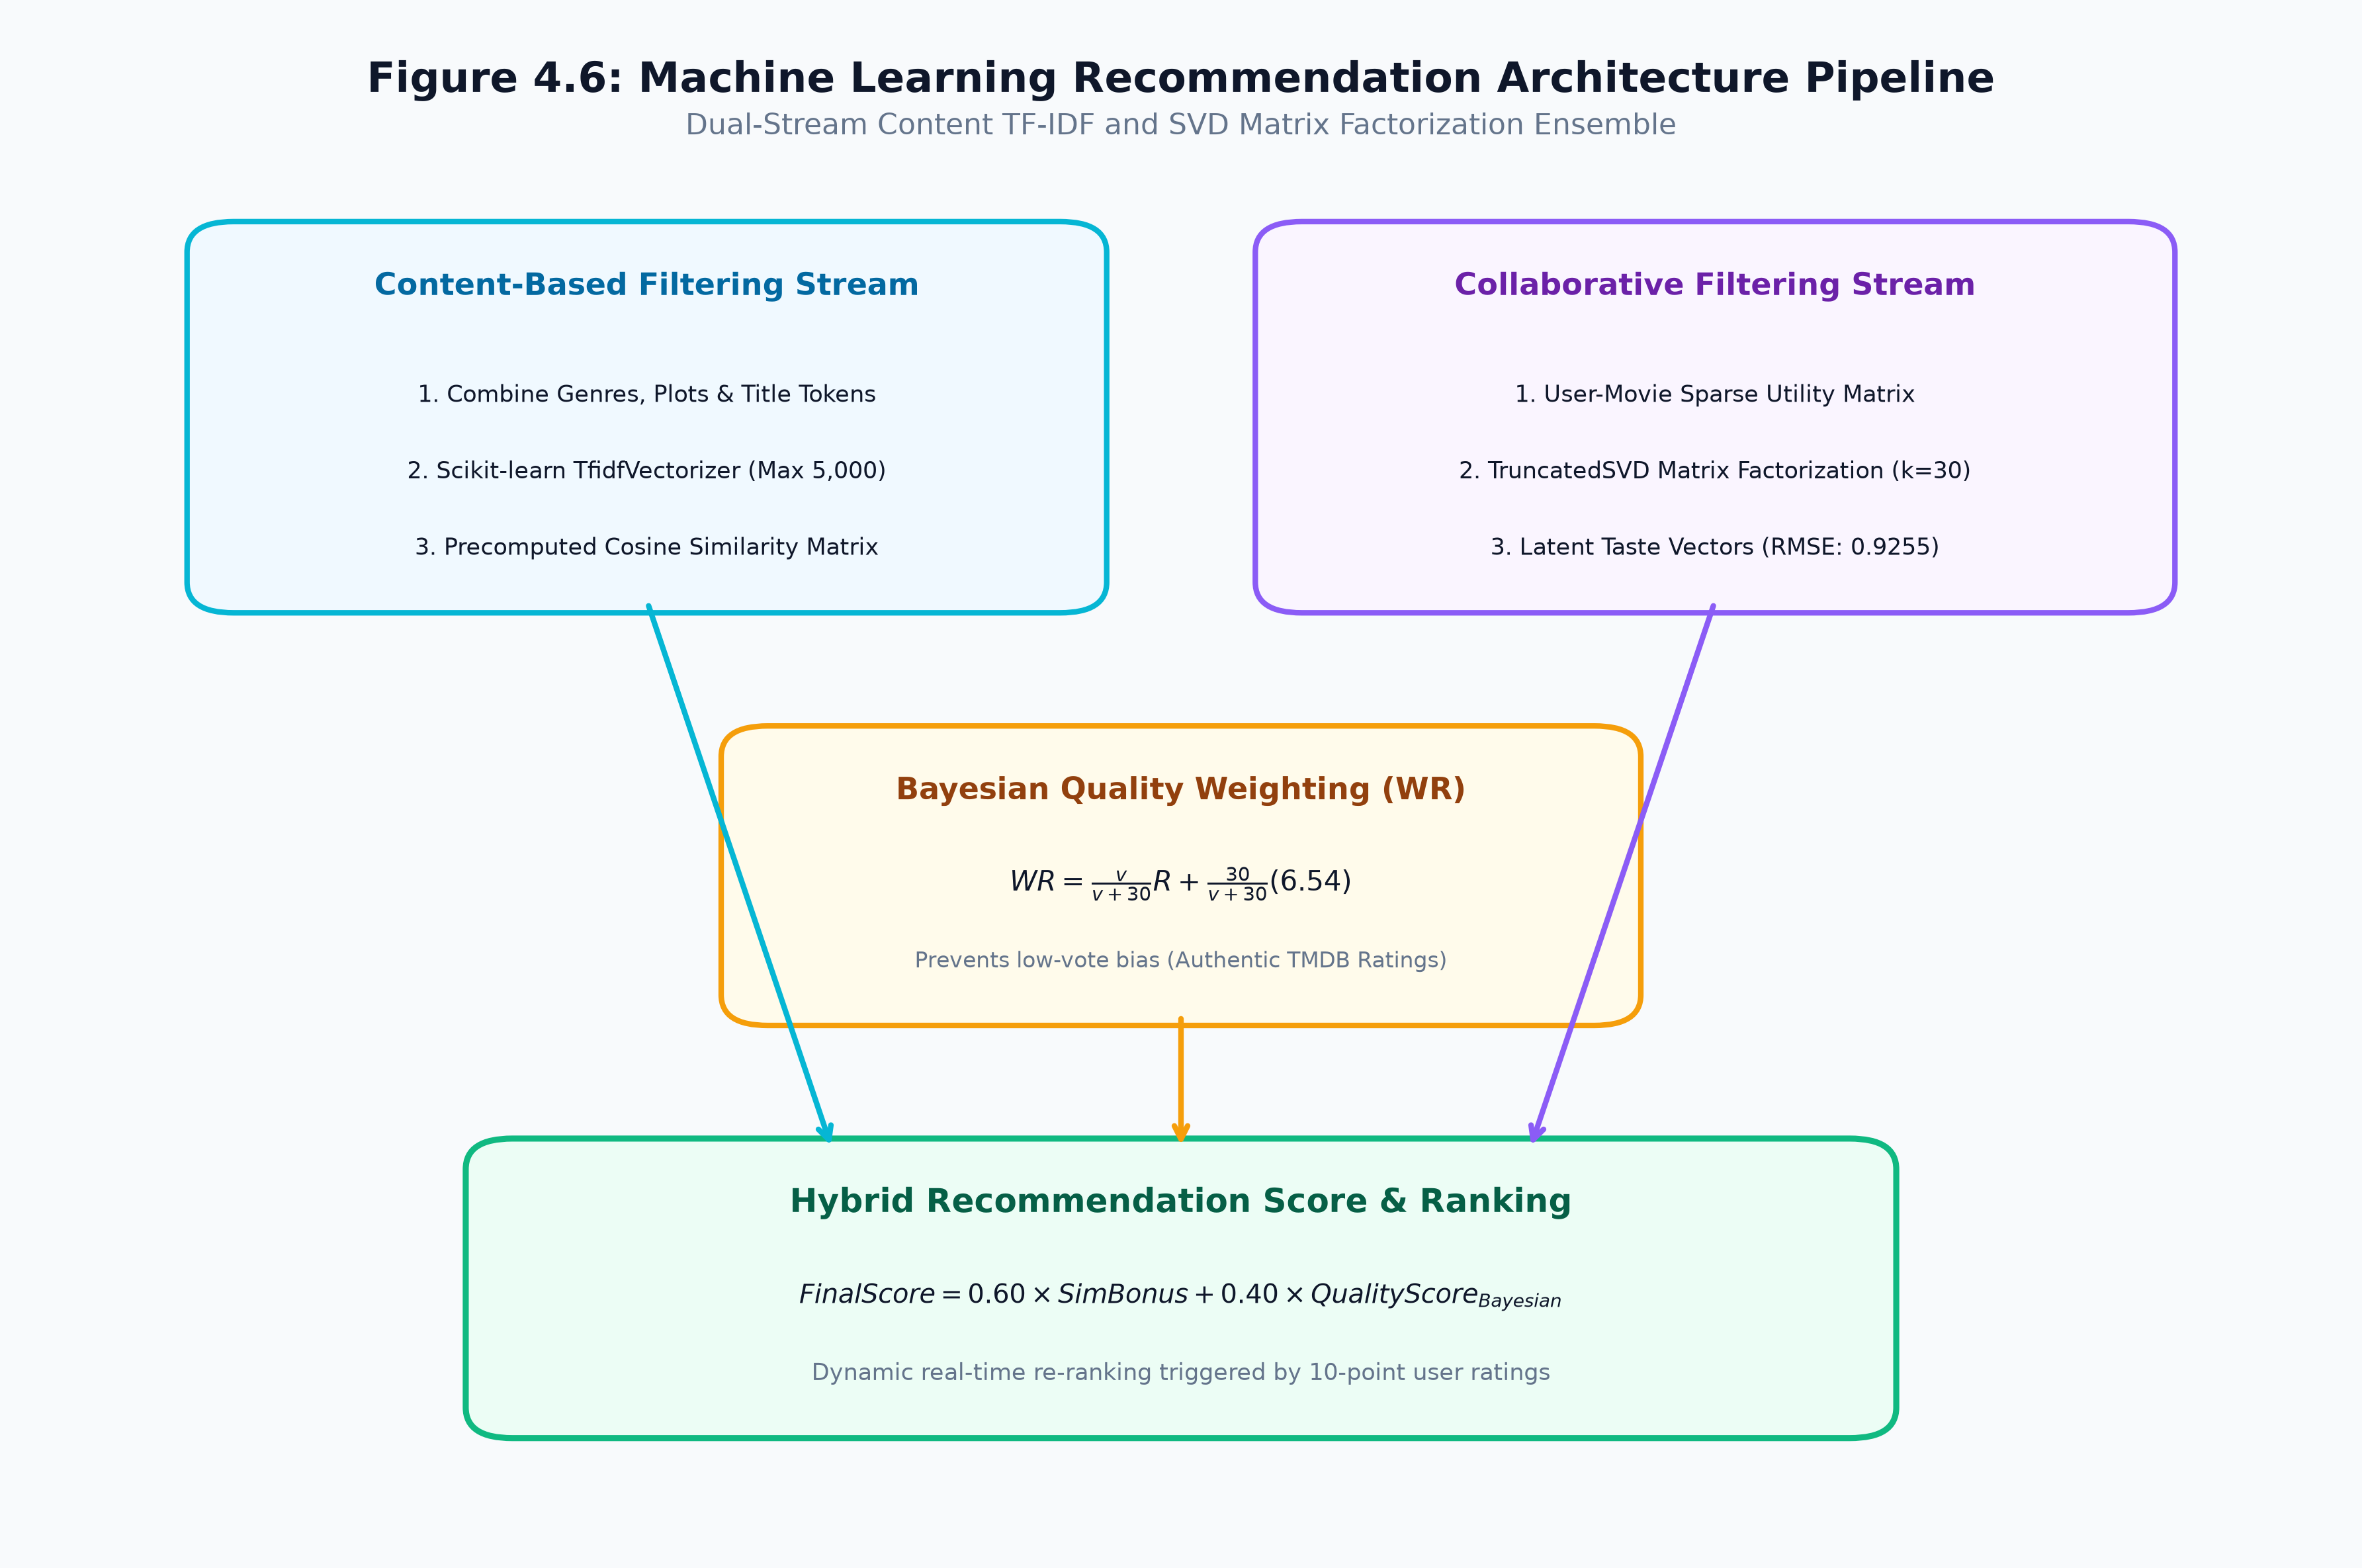 Figure 4.6: Machine Learning Recommendation Architecture Pipeline
Dual-Stream Content TF-IDF and SVD Matrix Factorization Ensemble
Content-Based Filtering Stream
1. Combine Genres, Plots & Title Tokens
2. Scikit-learn TfidfVectorizer (Max 5,000)
3. Precomputed Cosine Similarity Matrix
Collaborative Filtering Stream
1. User-Movie Sparse Utility Matrix
2. TruncatedSVD Matrix Factorization (k=30)
3. Latent Taste Vectors (RMSE: 0.9255)
Bayesian Quality Weighting (WR)
WR = v/(v + 30) R + 30/(v + 30) (6.54)
Prevents low-vote bias (Authentic TMDB Ratings)
Hybrid Recommendation Score & Ranking
FinalScore = 0.60 × SimBonus + 0.40 × QualityScore_Bayesian
Dynamic real-time re-ranking triggered by 10-point user ratings